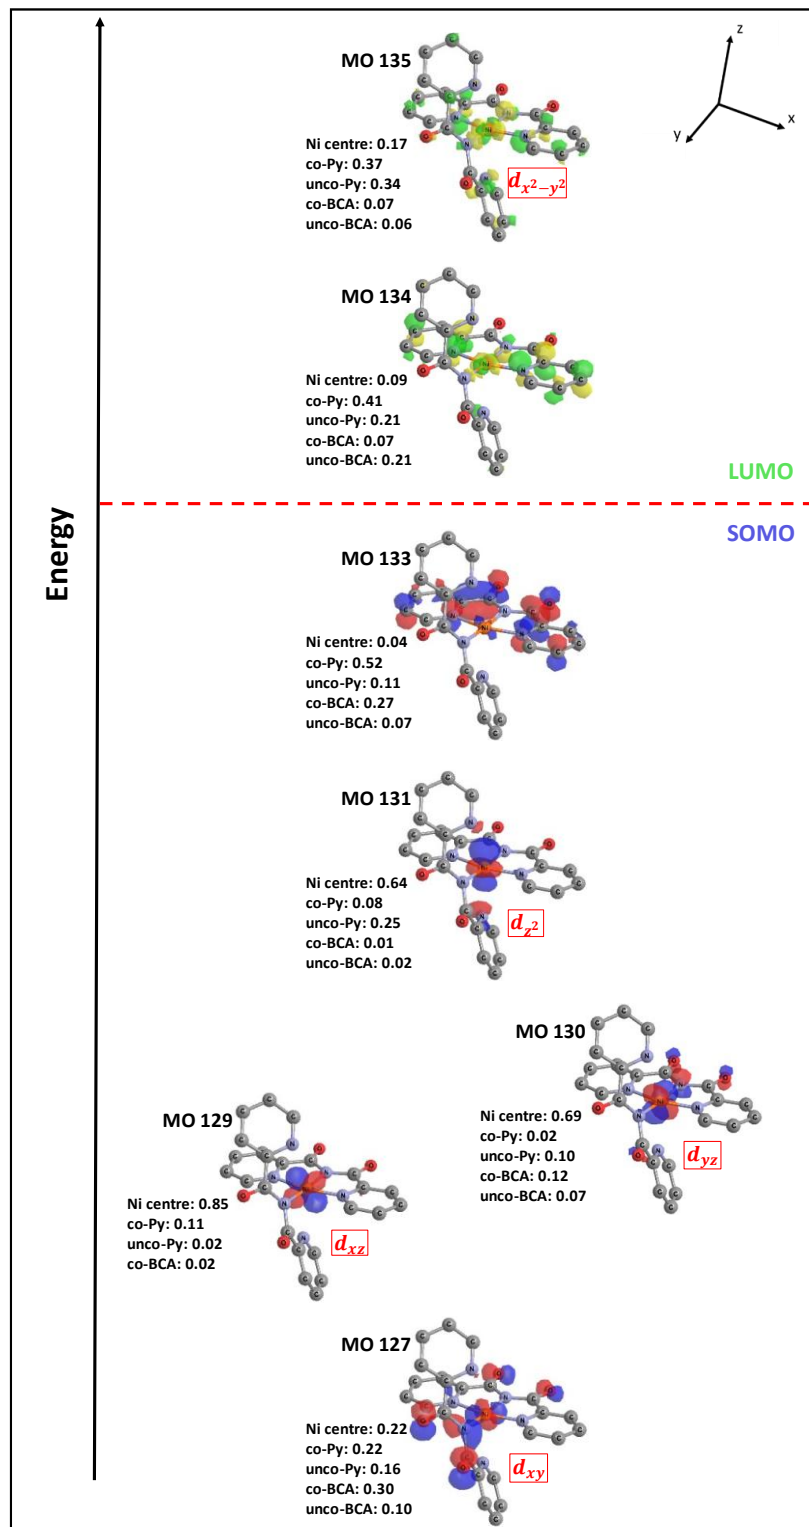 z
x
y
MO 135
Ni centre: 0.17
co-Py: 0.37
unco-Py: 0.34
co-BCA: 0.07
unco-BCA: 0.06
d_{x^2-y^2}
MO 134
Ni centre: 0.09
co-Py: 0.41
unco-Py: 0.21
co-BCA: 0.07
unco-BCA: 0.21
LUMO
SOMO
Energy
MO 133
Ni centre: 0.04
co-Py: 0.52
unco-Py: 0.11
co-BCA: 0.27
unco-BCA: 0.07
MO 131
Ni centre: 0.64
co-Py: 0.08
unco-Py: 0.25
co-BCA: 0.01
unco-BCA: 0.02
d_{z^2}
MO 130
Ni centre: 0.69
co-Py: 0.02
unco-Py: 0.10
co-BCA: 0.12
unco-BCA: 0.07
d_{yz}
MO 129
Ni centre: 0.85
co-Py: 0.11
unco-Py: 0.02
co-BCA: 0.02
d_{xz}
MO 127
Ni centre: 0.22
co-Py: 0.22
unco-Py: 0.16
co-BCA: 0.30
unco-BCA: 0.10
d_{xy}